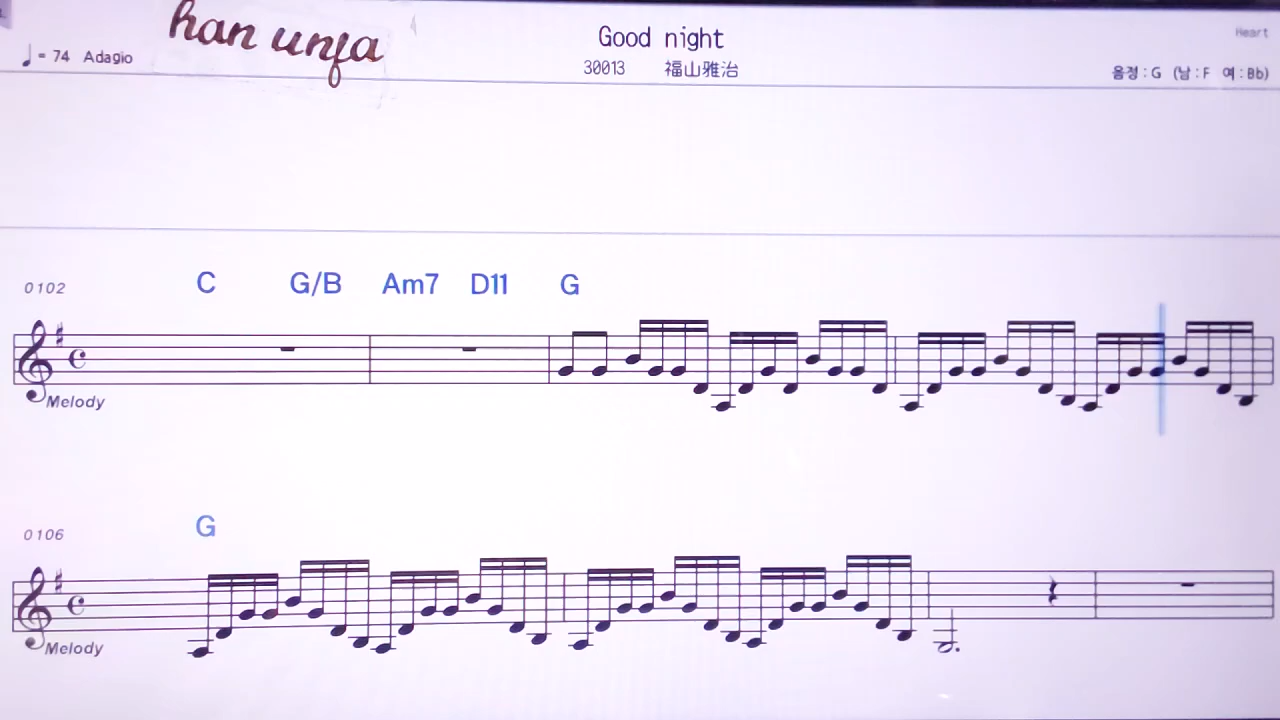 han unfa
♩= 74 Adagio
Good night
Heart
30013 福山雅治
음정 : G (남 : F 여 : Bb)
0102
C G/B Am7 D11 G
Melody
0106
G
Melody